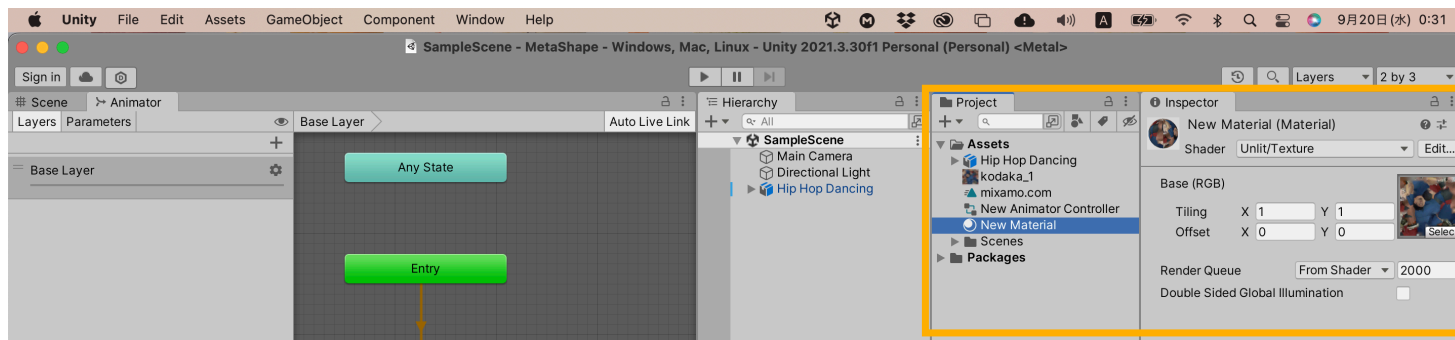 Unity File Edit Assets GameObject Component Window Help A 9月20日(水) 0:31
SampleScene - MetaShape - Windows, Mac, Linux - Unity 2021.3.30f1 Personal (Personal) <Metal>
Sign in Layers 2 by 3
Scene Animator
Layers Parameters Base Layer Auto Live Link
Base Layer
Any State
Entry
Hierarchy
All
SampleScene
Main Camera
Directional Light
Hip Hop Dancing
Project
Assets
Hip Hop Dancing
kodaka_1
mixamo.com
New Animator Controller
New Material
Scenes
Packages
Inspector
New Material (Material)
Shader Unlit/Texture Edit...
Base (RGB)
Tiling X 1 Y 1
Offset X 0 Y 0
Selec
Render Queue From Shader 2000
Double Sided Global Illumination